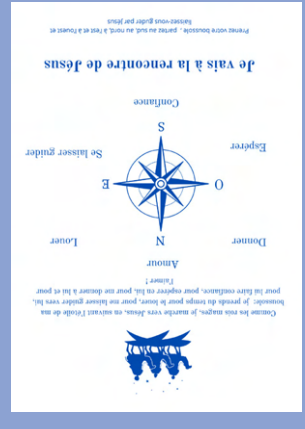 Comme les rois mages, je marche vers Jésus, en suivant l'étoile de ma
boussole: je prends du temps pour le louer, pour me laisser guider vers lui,
pour lui faire confiance, pour espérer en lui, pour me donner à lui et pour
l'aimer !
Amour
Donner N Louer
O E
Espérer Se laisser guider
S
Confiance
Je vais à la rencontre de Jésus
Prenez votre boussole , partez au sud, au nord, à l'est et à l'ouest et
laissez-vous guider par jésus